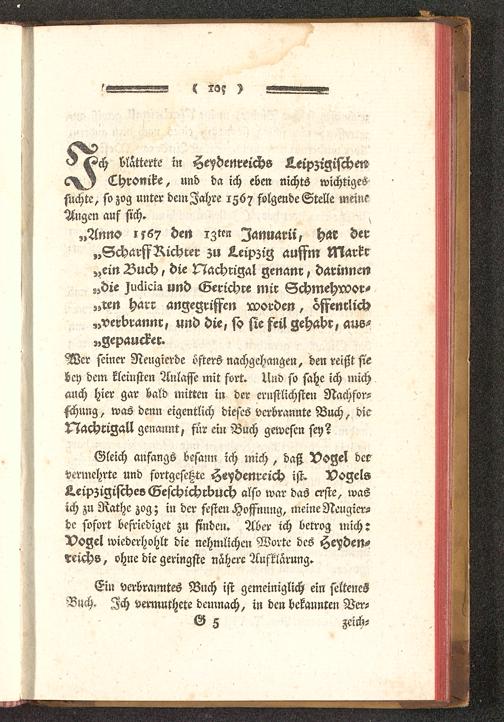 ( 105 )
Ich blätterte in Heydenreichs Leipzigischen
Chronike, und da ich eben nichts wichtiges
suchte, so zog unter dem Jahre 1567 folgende Stelle meine
Augen auf sich.
„Anno 1567 den 13ten Januarii, hat der
„Scharff Richter zu Leipzig auffm Markt
„ein Buch, die Nachtigal genant, darinnen
„die Judicia und Gerichte mit Schmehwor-
„ten hart angegriffen worden, öffentlich
„verbrannt, und die, so sie feil gehabt, aus-
„gepaucket.
Wer seiner Neugierde öfters nachgehangen, den reißt sie
bey dem kleinsten Anlasse mit fort. Und so sahe ich mich
auch hier gar bald mitten in der ernstlichsten Nachfor-
schung, was denn eigentlich dieses verbrannte Buch, die
Nachtigall genannt, für ein Buch gewesen sey?
Gleich anfangs besann ich mich, daß Vogel der
vermehrte und fortgesetzte Heydenreich ist. Vogels
Leipzigisches Geschichtbuch also war das erste, was
ich zu Rathe zog; in der festen Hoffnung, meine Neugier-
de sofort befriediget zu finden. Aber ich betrog mich:
Vogel wiederhohlt die nehmlichen Worte des Heyden-
reichs, ohne die geringste nähere Aufklärung.
Ein verbranntes Buch ist gemeiniglich ein seltenes
Buch. Ich vermuthete demnach, in den bekannten Ver-
G 5 zeich-